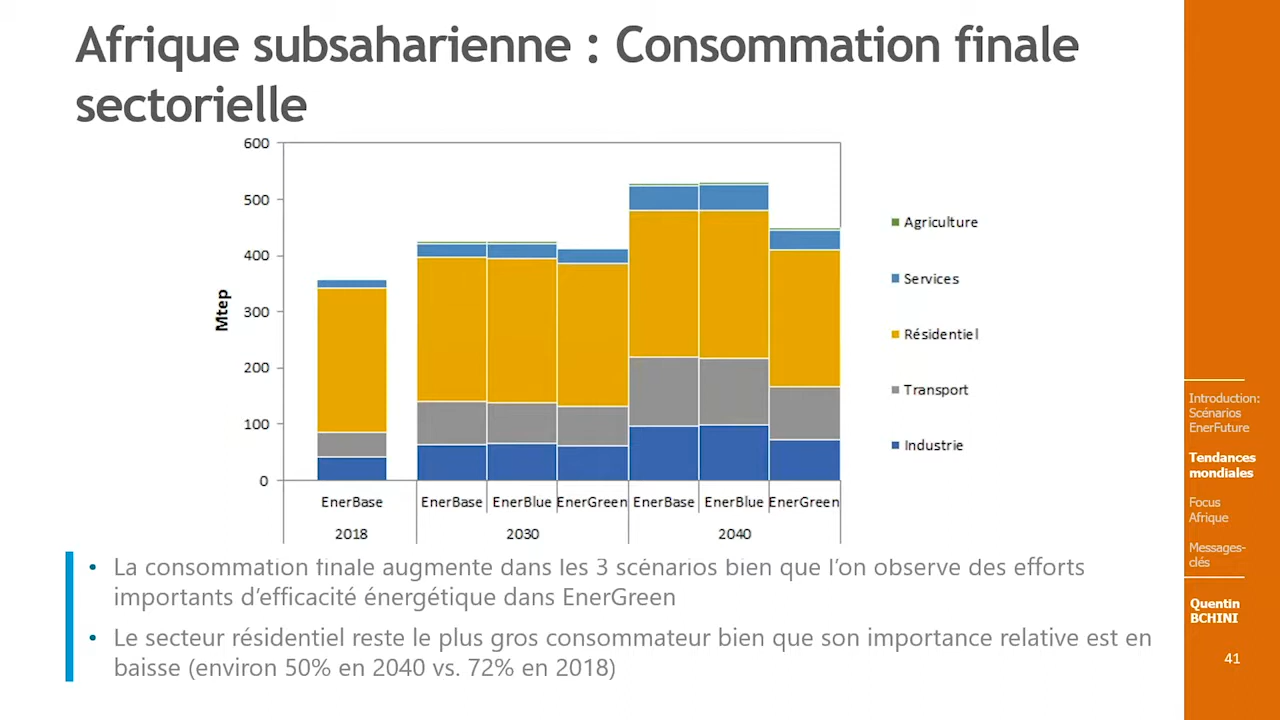 Afrique subsaharienne : Consommation finale
sectorielle
600
500
400
300
200
100
0
Mtep
EnerBase
EnerBase
EnerBlue
EnerGreen
EnerBase
EnerBlue
EnerGreen
2018
2030
2040
Agriculture
Services
Résidentiel
Transport
Industrie
• La consommation finale augmente dans les 3 scénarios bien que l’on observe des efforts
importants d’efficacité énergétique dans EnerGreen
• Le secteur résidentiel reste le plus gros consommateur bien que son importance relative est en
baisse (environ 50% en 2040 vs. 72% en 2018)
Introduction:
Scénarios
EnerFuture
Tendances
mondiales
Focus
Afrique
Messages-
clés
Quentin
BCHINI
41